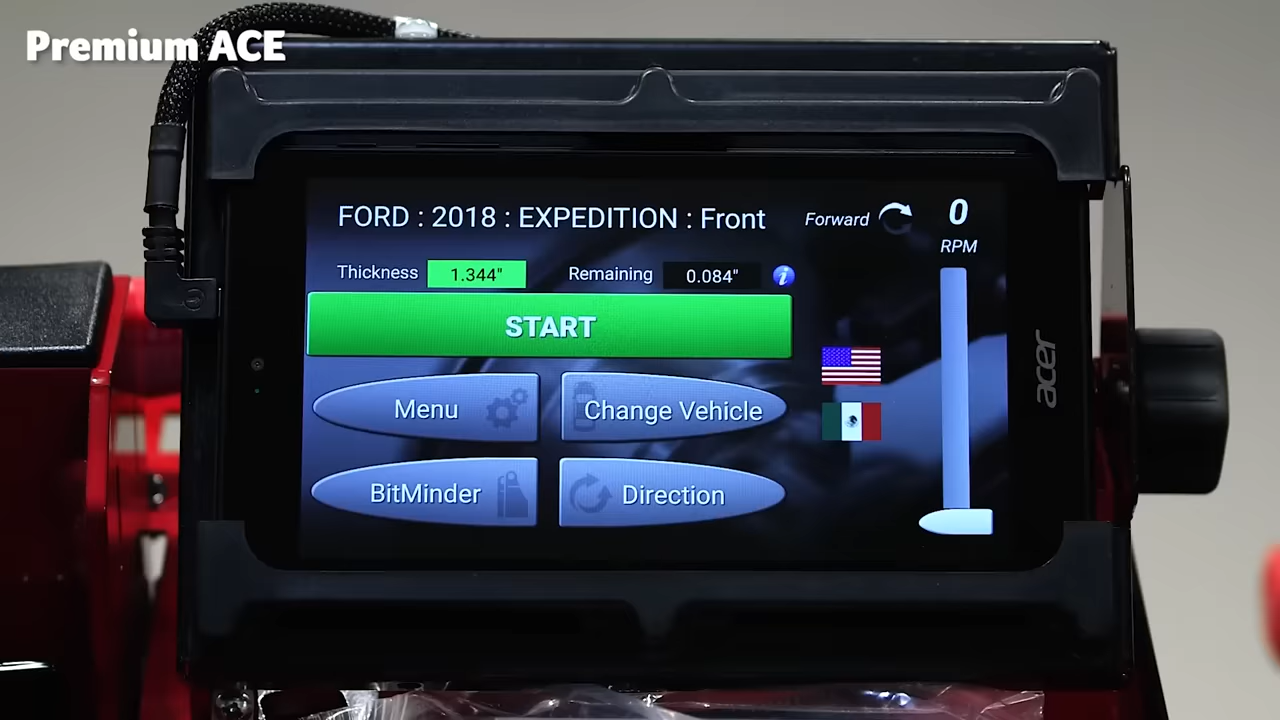 Premium ACE
FORD : 2018 : EXPEDITION : Front
Forward
0
RPM
Thickness 1.344" Remaining 0.084" i
START
Menu
Change Vehicle
BitMinder
Direction
acer